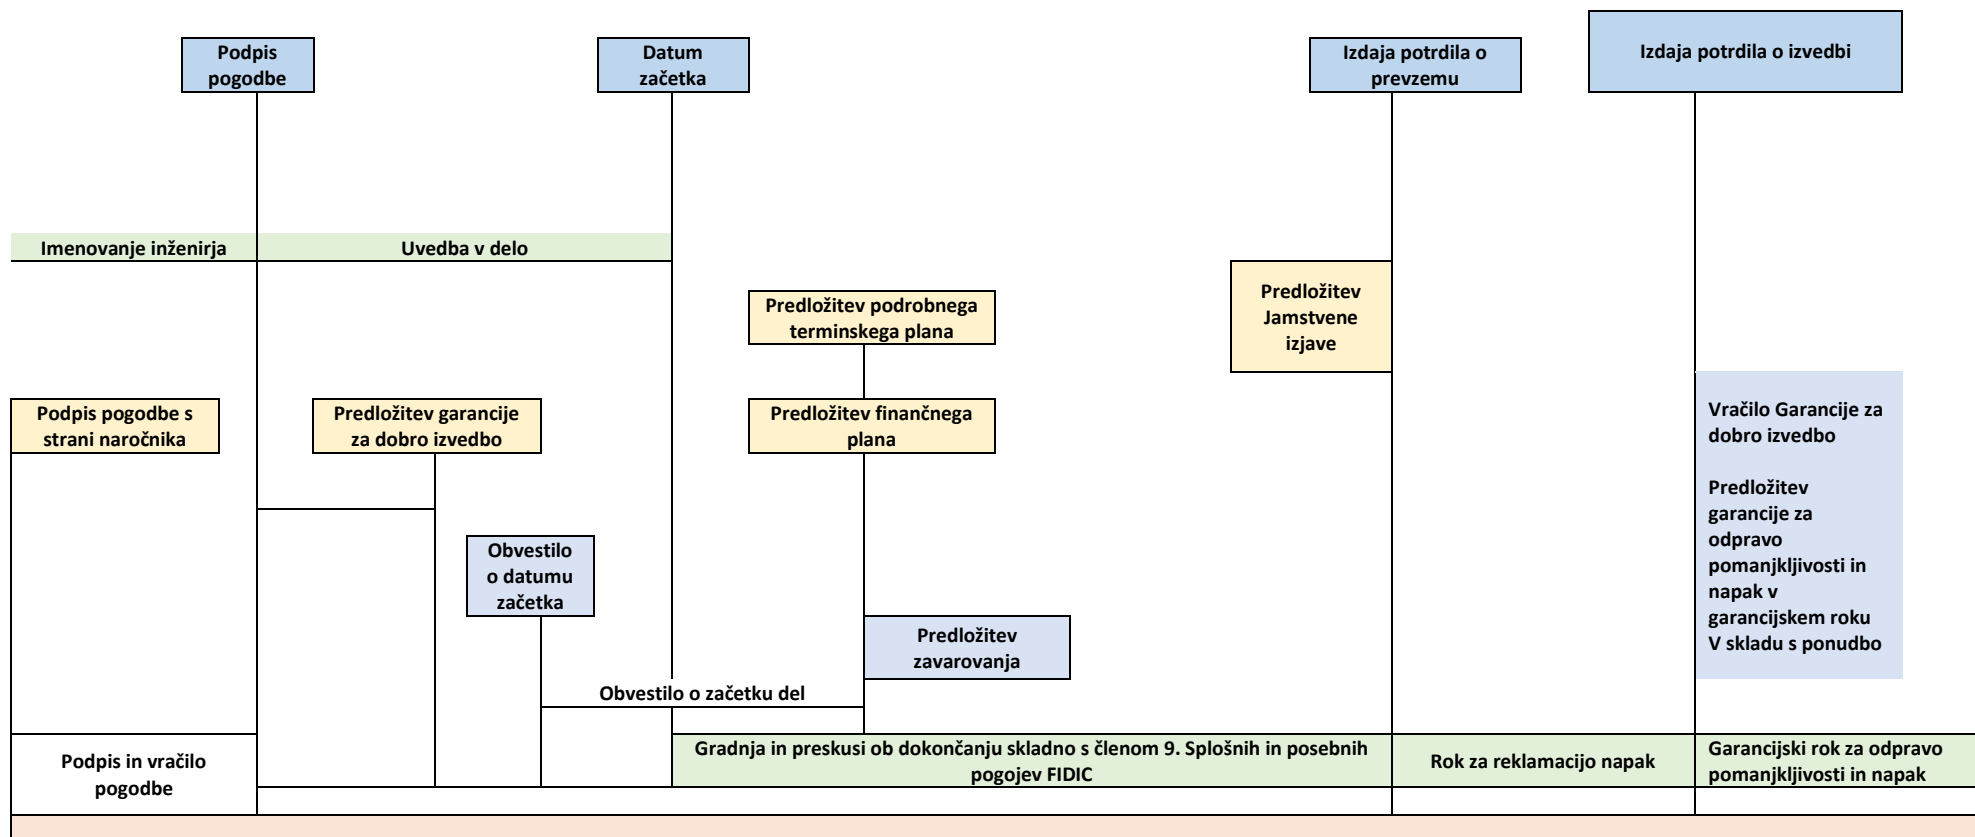 Podpis
pogodbe
Datum
začetka
Izdaja potrdila o
prevzemu
Izdaja potrdila o izvedbi
Imenovanje inženirja
Uvedba v delo
Predložitev
Jamstvene
izjave
Predložitev podrobnega
terminskega plana
Podpis pogodbe s
strani naročnika
Predložitev garancije
za dobro izvedbo
Predložitev finančnega
plana
Vračilo Garancije za
dobro izvedbo
Predložitev
garancije za
odpravo
pomanjkljivosti in
napak v
garancijskem roku
V skladu s ponudbo
Obvestilo
o datumu
začetka
Predložitev
zavarovanja
Obvestilo o začetku del
Podpis in vračilo
pogodbe
Gradnja in preskusi ob dokončanju skladno s členom 9. Splošnih in posebnih
pogojev FIDIC
Rok za reklamacijo napak
Garancijski rok za odpravo
pomanjkljivosti in napak